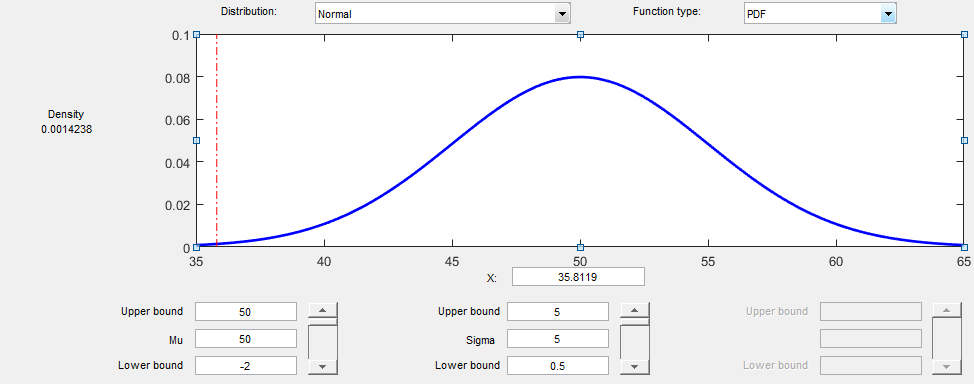 Distribution: Normal Function type: PDF
0.1
0.08
Density
0.0014238
0.06
0.04
0.02
0
35 40 45 50 55 60 65
X: 35.8119
Upper bound 50 Upper bound 5 Upper bound
Mu 50 Sigma 5
Lower bound -2 Lower bound 0.5 Lower bound